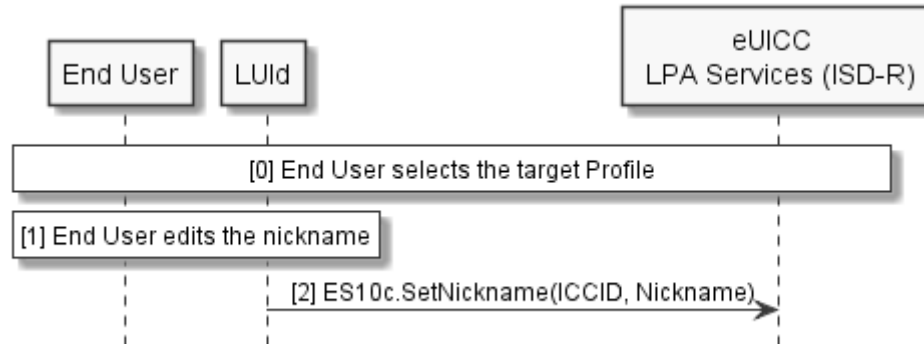 End User
LUId
eUICC
LPA Services (ISD-R)
[0] End User selects the target Profile
[1] End User edits the nickname
[2] ES10c.SetNickname(ICCID, Nickname)